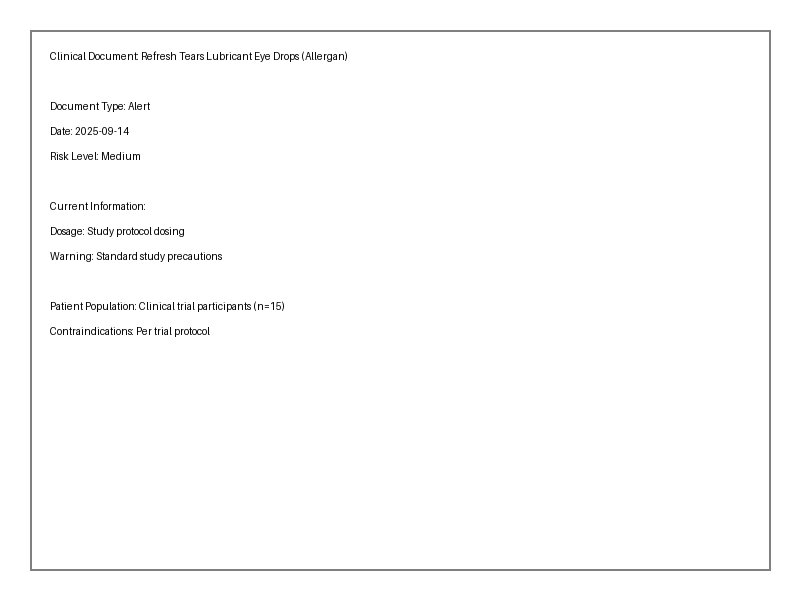 Clinical Document: Refresh Tears Lubricant Eye Drops (Allergan)
Document Type: Alert
Date: 2025-09-14
Risk Level: Medium
Current Information:
Dosage: Study protocol dosing
Warning: Standard study precautions
Patient Population: Clinical trial participants (n=15)
Contraindications: Per trial protocol